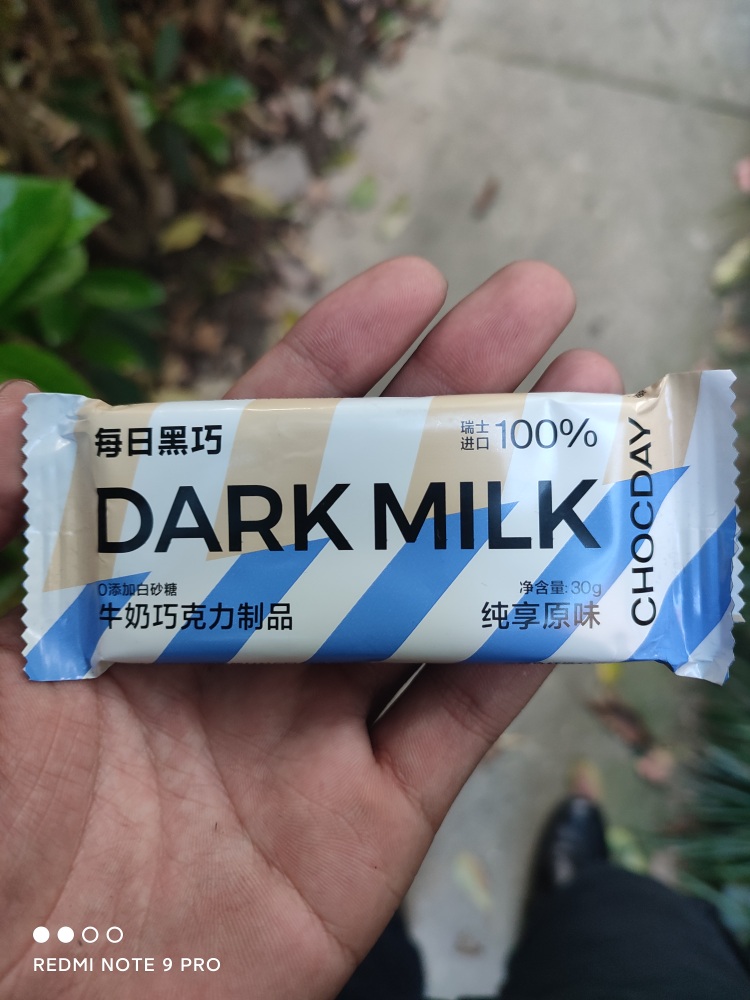 每日黑巧
瑞士
进口
100%
DARK MILK
CHOCDAY
0添加白砂糖
牛奶巧克力制品
净含量: 30g
纯享原味
REDMI NOTE 9 PRO